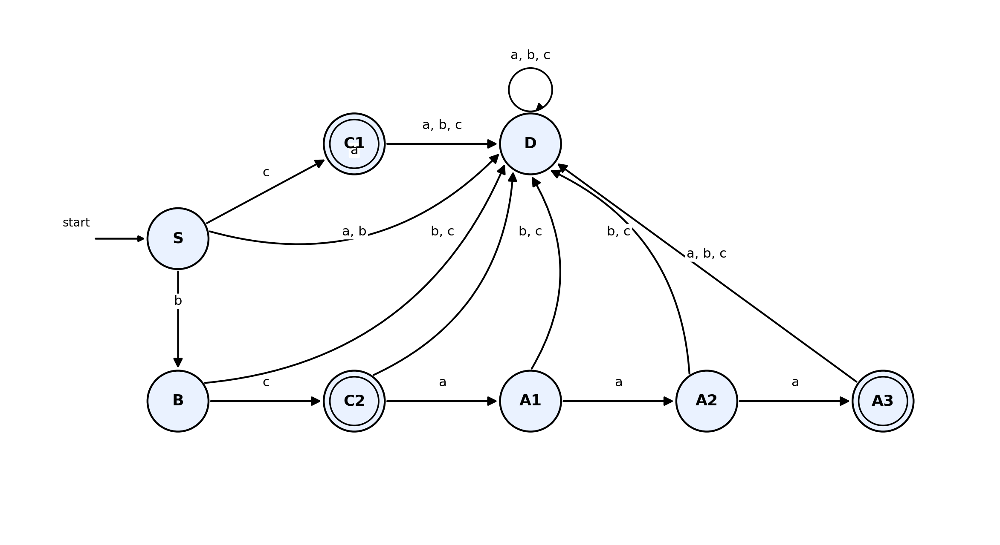 a, b, c
a, b, c
C1
a
D
c
start
S
a, b
b, c
b, c
b, c
a, b, c
b
c
a
a
a
B
C2
A1
A2
A3